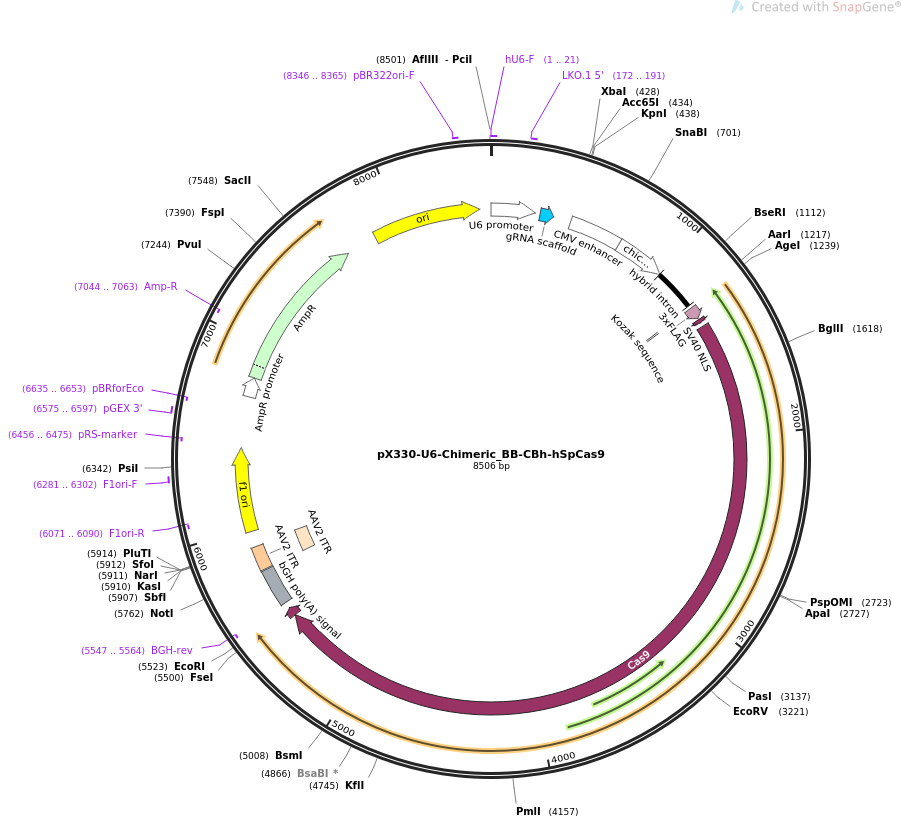 Created with SnapGene®
(8501) AflIII - PciI
hU6-F (1 .. 21)
(8346 .. 8365) pBR322ori-F
LKO.1 5' (172 .. 191)
XbaI (428)
Acc65I (434)
KpnI (438)
SnaBI (701)
BseRI (1112)
AarI (1217)
AgeI (1239)
BglII (1618)
PspOMI (2723)
ApaI (2727)
PasI (3137)
EcoRV (3221)
PmlI (4157)
(4745) KflI
(4866) BsaBI *
(5008) BsmI
(5500) FseI
(5523) EcoRI
(5547 .. 5564) BGH-rev
(5762) NotI
(5907) SbfI
(5910) KasI
(5911) NarI
(5912) SfoI
(5914) PluTI
(6071 .. 6090) F1ori-R
(6281 .. 6302) F1ori-F
(6342) PsiI
(6456 .. 6475) pRS-marker
(6575 .. 6597) pGEX 3'
(6635 .. 6653) pBRforEco
(7044 .. 7063) Amp-R
(7244) PvuI
(7390) FspI
(7548) SacII
1000
2000
3000
4000
5000
6000
7000
8000
ori
U6 promoter
gRNA scaffold
CMV enhancer
chic...
hybrid intron
3xFLAG
SV40 NLS
Kozak sequence
Cas9
bGH poly(A) signal
AAV2 ITR
AAV2 ITR
f1 ori
AmpR promoter
AmpR
pX330-U6-Chimeric_BB-CBh-hSpCas9
8506 bp